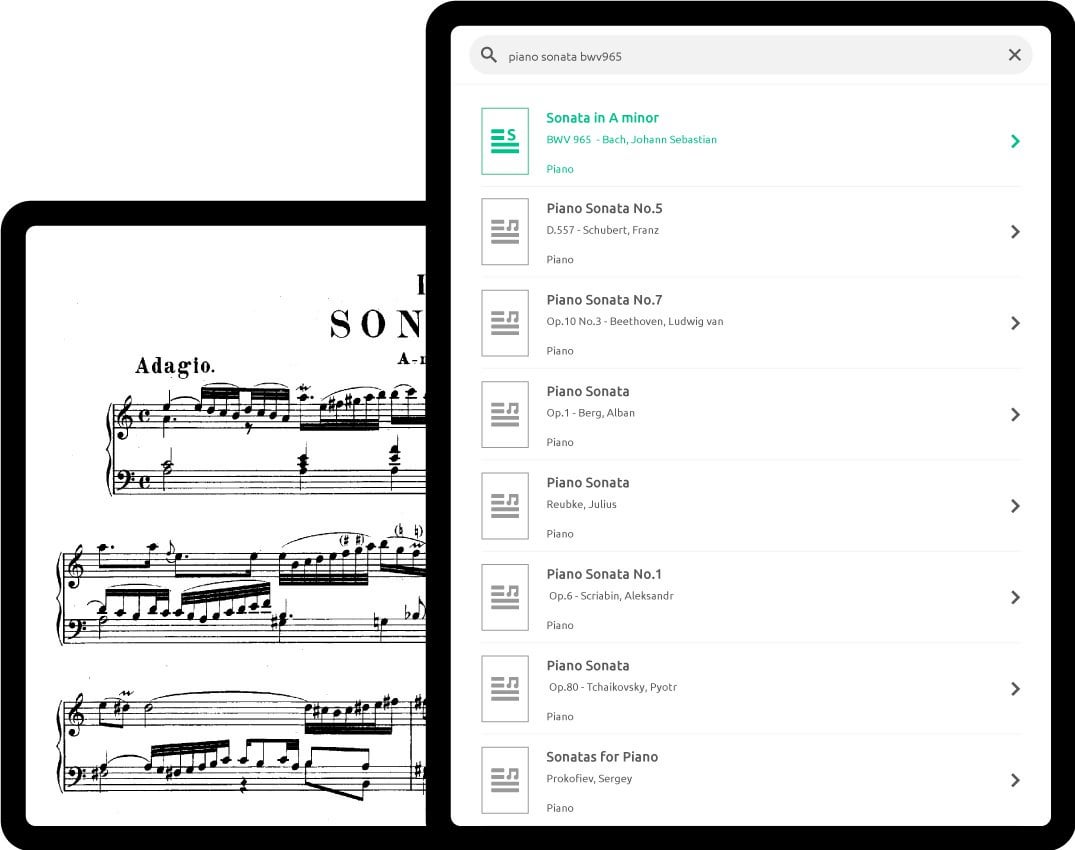 SON
Adagio.
piano sonata bwv965
Sonata in A minor
BWV 965 - Bach, Johann Sebastian
Piano
Piano Sonata No.5
D.557 - Schubert, Franz
Piano
Piano Sonata No.7
Op.10 No.3 - Beethoven, Ludwig van
Piano
Piano Sonata
Op.1 - Berg, Alban
Piano
Piano Sonata
Reubke, Julius
Piano
Piano Sonata No.1
Op.6 - Scriabin, Aleksandr
Piano
Piano Sonata
Op.80 - Tchaikovsky, Pyotr
Piano
Sonatas for Piano
Prokofiev, Sergey
Piano